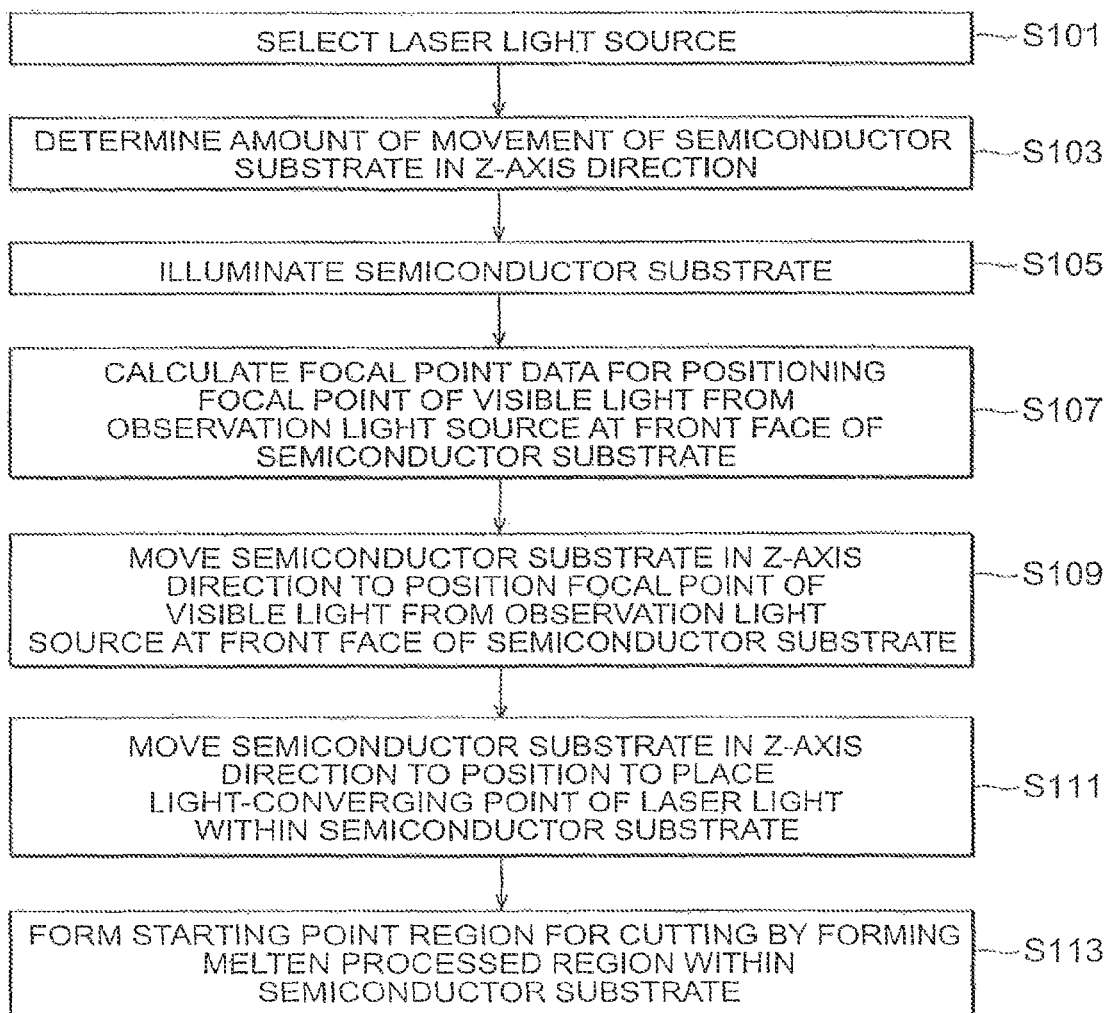 SELECT LASER LIGHT SOURCE
S101
DETERMINE AMOUNT OF MOVEMENT OF SEMICONDUCTOR
SUBSTRATE IN Z-AXIS DIRECTION
S103
ILLUMINATE SEMICONDUCTOR SUBSTRATE
S105
CALCULATE FOCAL POINT DATA FOR POSITIONING
FOCAL POINT OF VISIBLE LIGHT FROM
OBSERVATION LIGHT SOURCE AT FRONT FACE OF
SEMICONDUCTOR SUBSTRATE
S107
MOVE SEMICONDUCTOR SUBSTRATE IN Z-AXIS
DIRECTION TO POSITION FOCAL POINT OF
VISIBLE LIGHT FROM OBSERVATION LIGHT
SOURCE AT FRONT FACE OF SEMICONDUCTOR SUBSTRATE
S109
MOVE SEMICONDUCTOR SUBSTRATE IN Z-AXIS
DIRECTION TO POSITION TO PLACE
LIGHT-CONVERGING POINT OF LASER LIGHT
WITHIN SEMICONDUCTOR SUBSTRATE
S111
FORM STARTING POINT REGION FOR CUTTING BY FORMING
MELTEN PROCESSED REGION WITHIN
SEMICONDUCTOR SUBSTRATE
S113